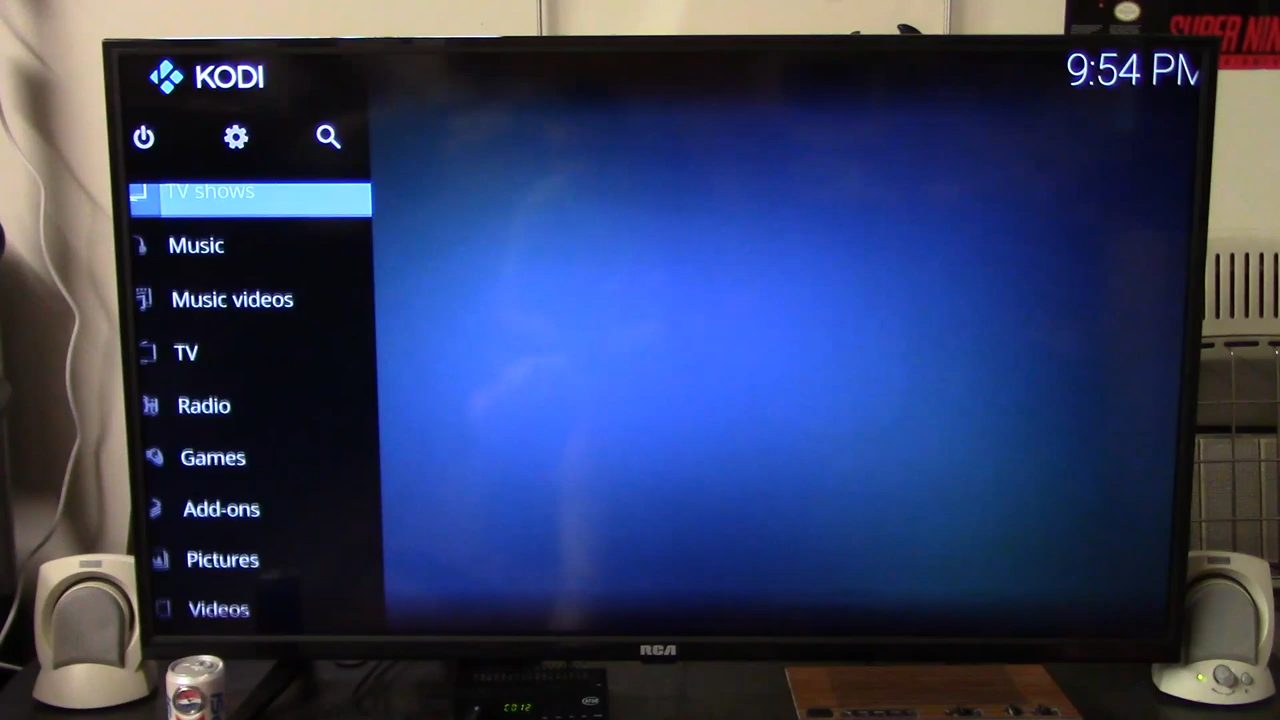 KODI
9:54 PM
SUPER NIN
TV shows
Music
Music videos
TV
Radio
Games
Add-ons
Pictures
Videos
RCA